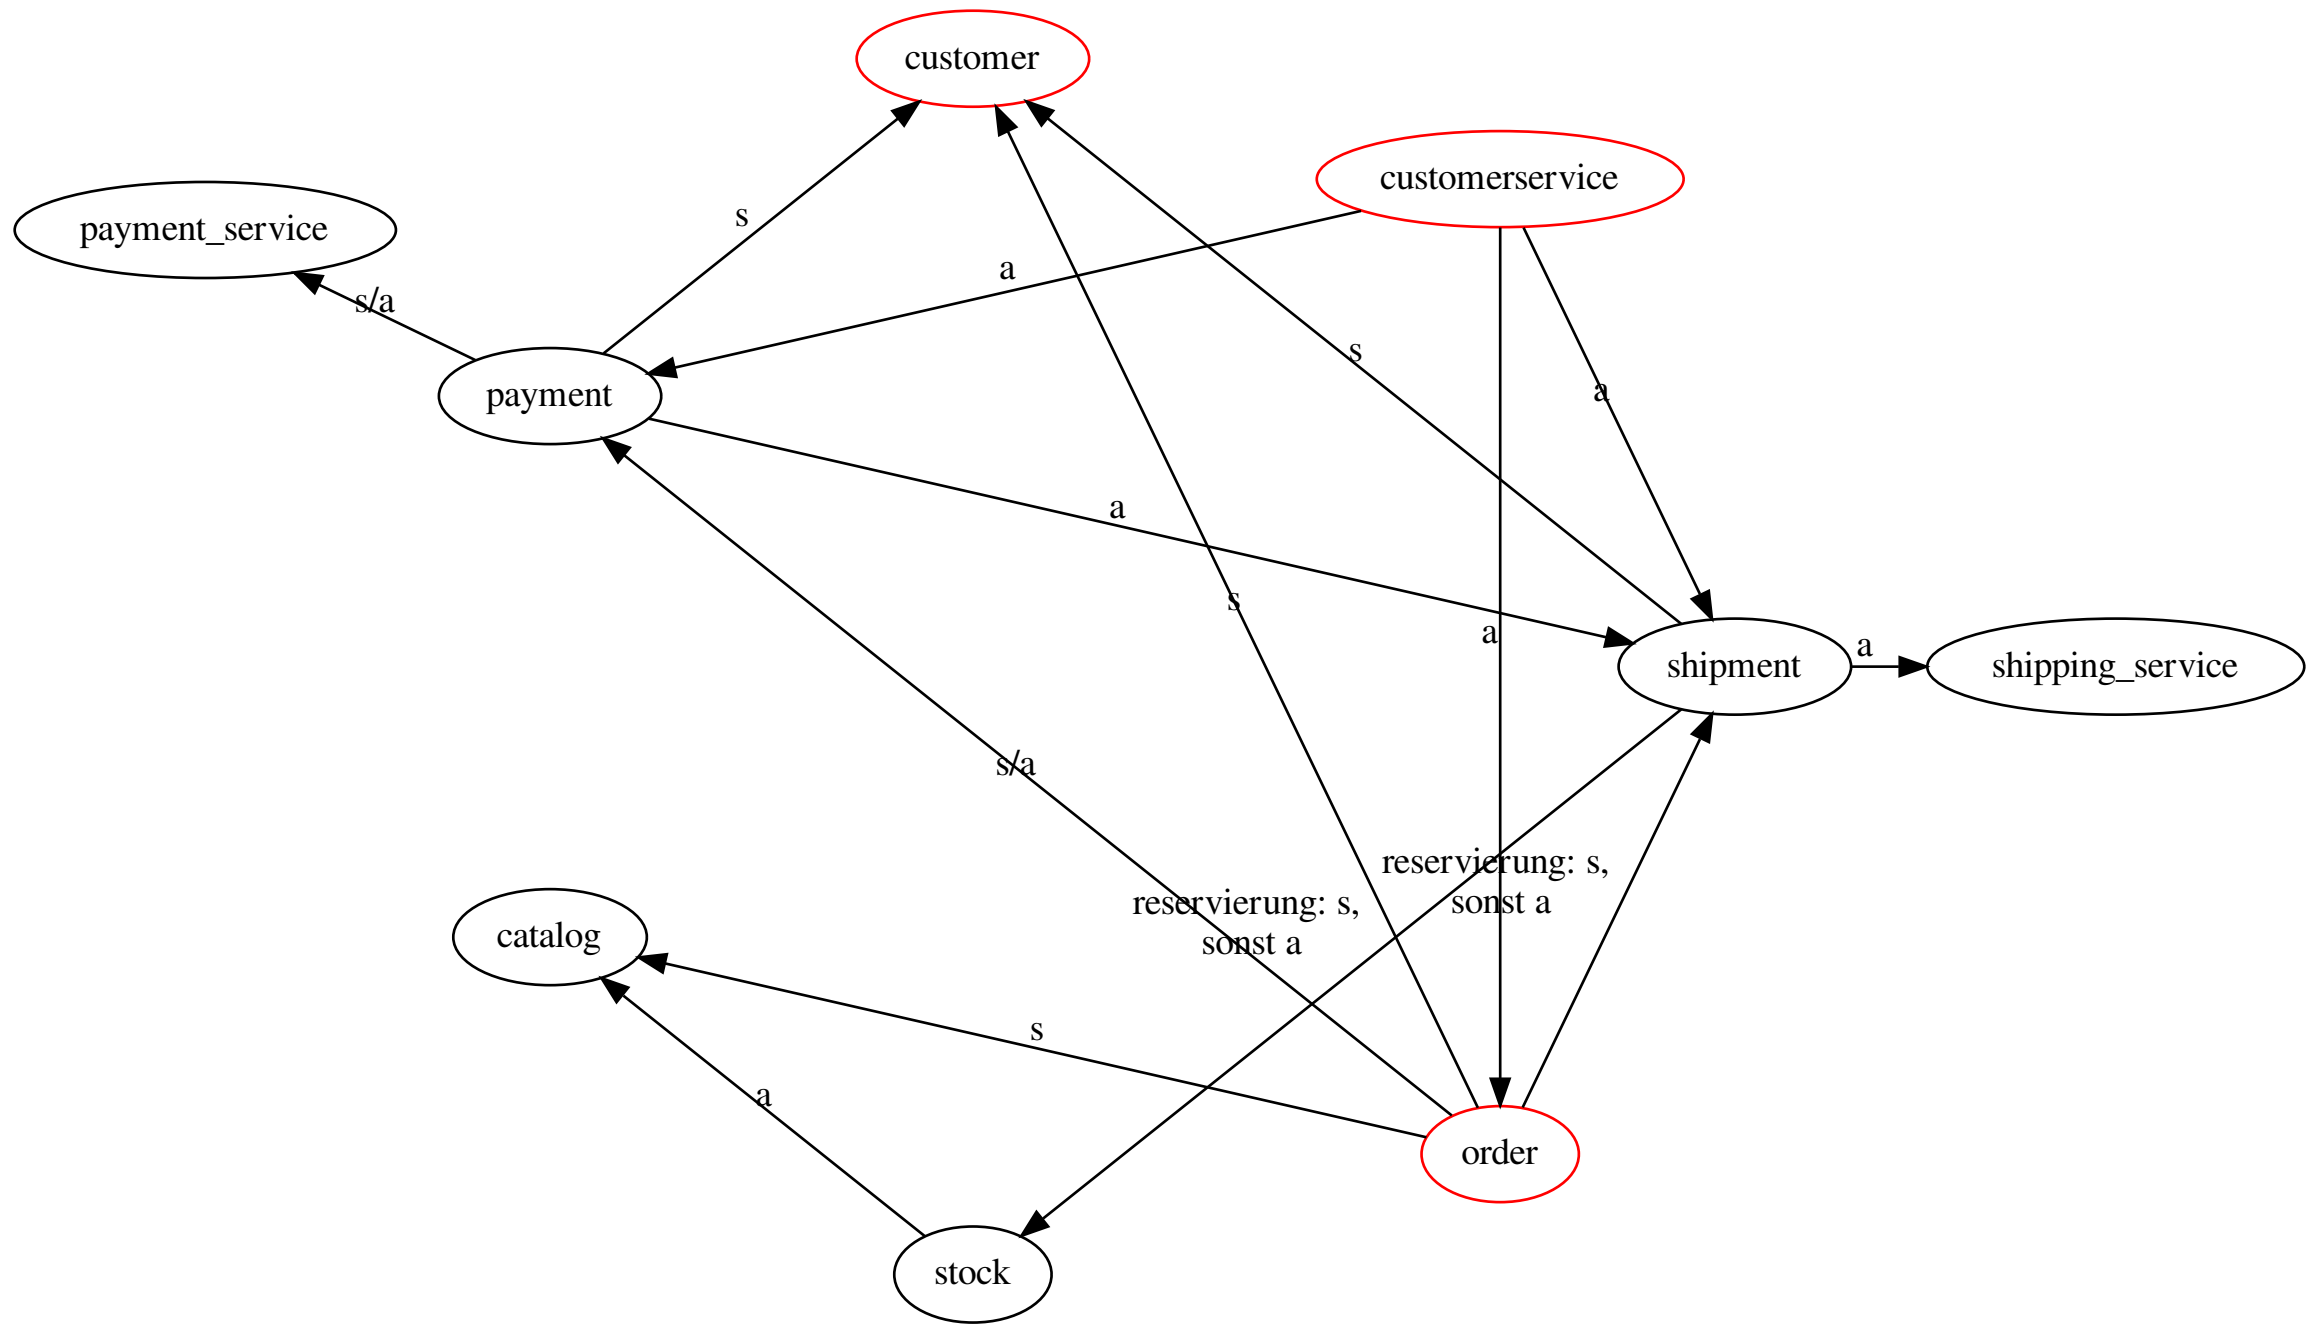 customer
customerservice
payment_service
s
a
s/a
s
a
payment
a
s
a
shipment
a
shipping_service
s/a
reservierung: s,
sonst a
reservierung: s,
sonst a
catalog
s
a
order
stock